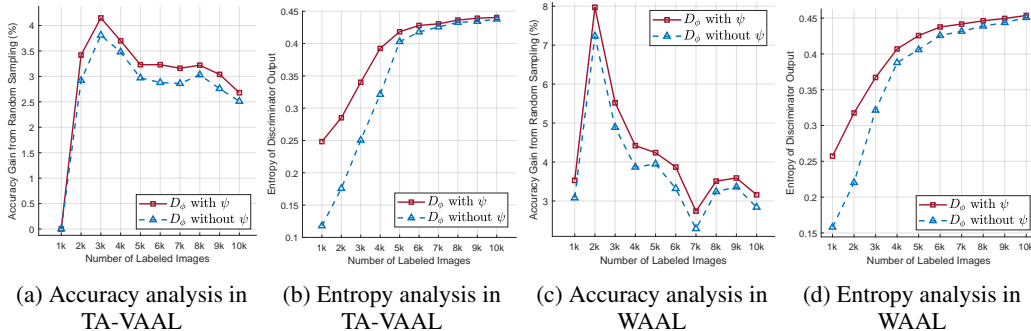 Accuracy Gain from Random Sampling (%)
4
3.5
3
2.5
2
1.5
1
0.5
0
1k 2k 3k 4k 5k 6k 7k 8k 9k 10k
Number of Labeled Images
D_ϕ with ψ
D_ϕ without ψ
(a) Accuracy analysis in
TA-VAAL
Entropy of Discriminator Output
0.45
0.4
0.35
0.3
0.25
0.2
0.15
0.1
1k 2k 3k 4k 5k 6k 7k 8k 9k 10k
Number of Labeled Images
D_ϕ with ψ
D_ϕ without ψ
(b) Entropy analysis in
TA-VAAL
Accuracy Gain from Random Sampling (%)
8
7
6
5
4
3
1k 2k 3k 4k 5k 6k 7k 8k 9k 10k
Number of Labeled Images
D_ϕ with ψ
D_ϕ without ψ
(c) Accuracy analysis in
WAAL
Entropy of Discriminator Output
0.45
0.4
0.35
0.3
0.25
0.2
0.15
1k 2k 3k 4k 5k 6k 7k 8k 9k 10k
Number of Labeled Images
D_ϕ with ψ
D_ϕ without ψ
(d) Entropy analysis in
WAAL